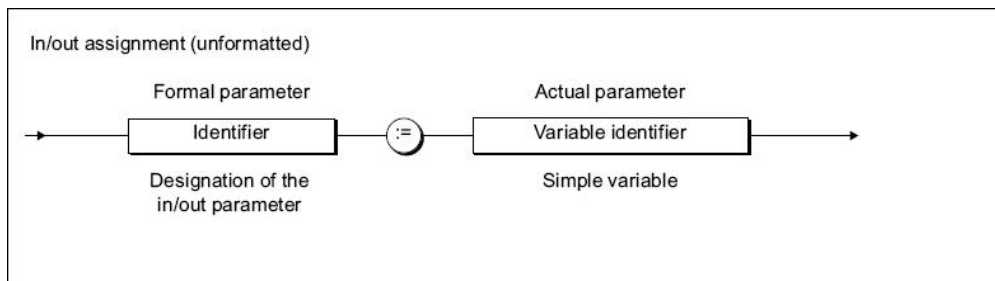 In/out assignment (unformatted)
Formal parameter
Actual parameter
Identifier
:=
Variable identifier
Designation of the
in/out parameter
Simple variable